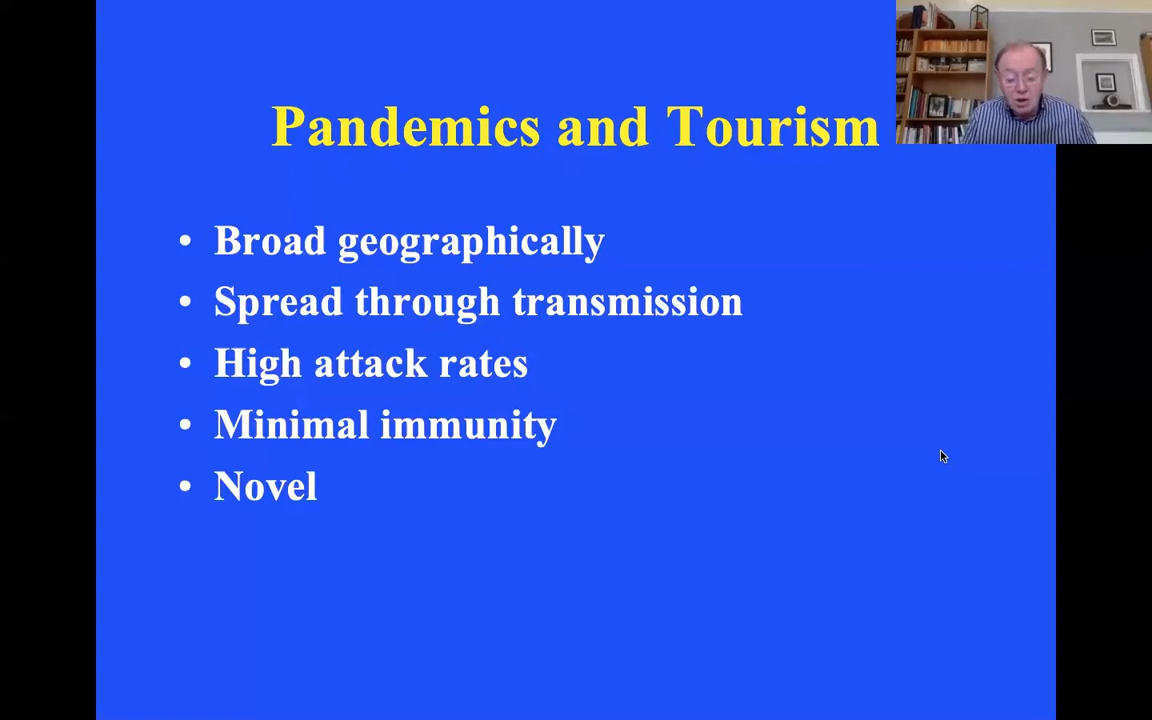 Pandemics and Tourism
• Broad geographically
• Spread through transmission
• High attack rates
• Minimal immunity
• Novel